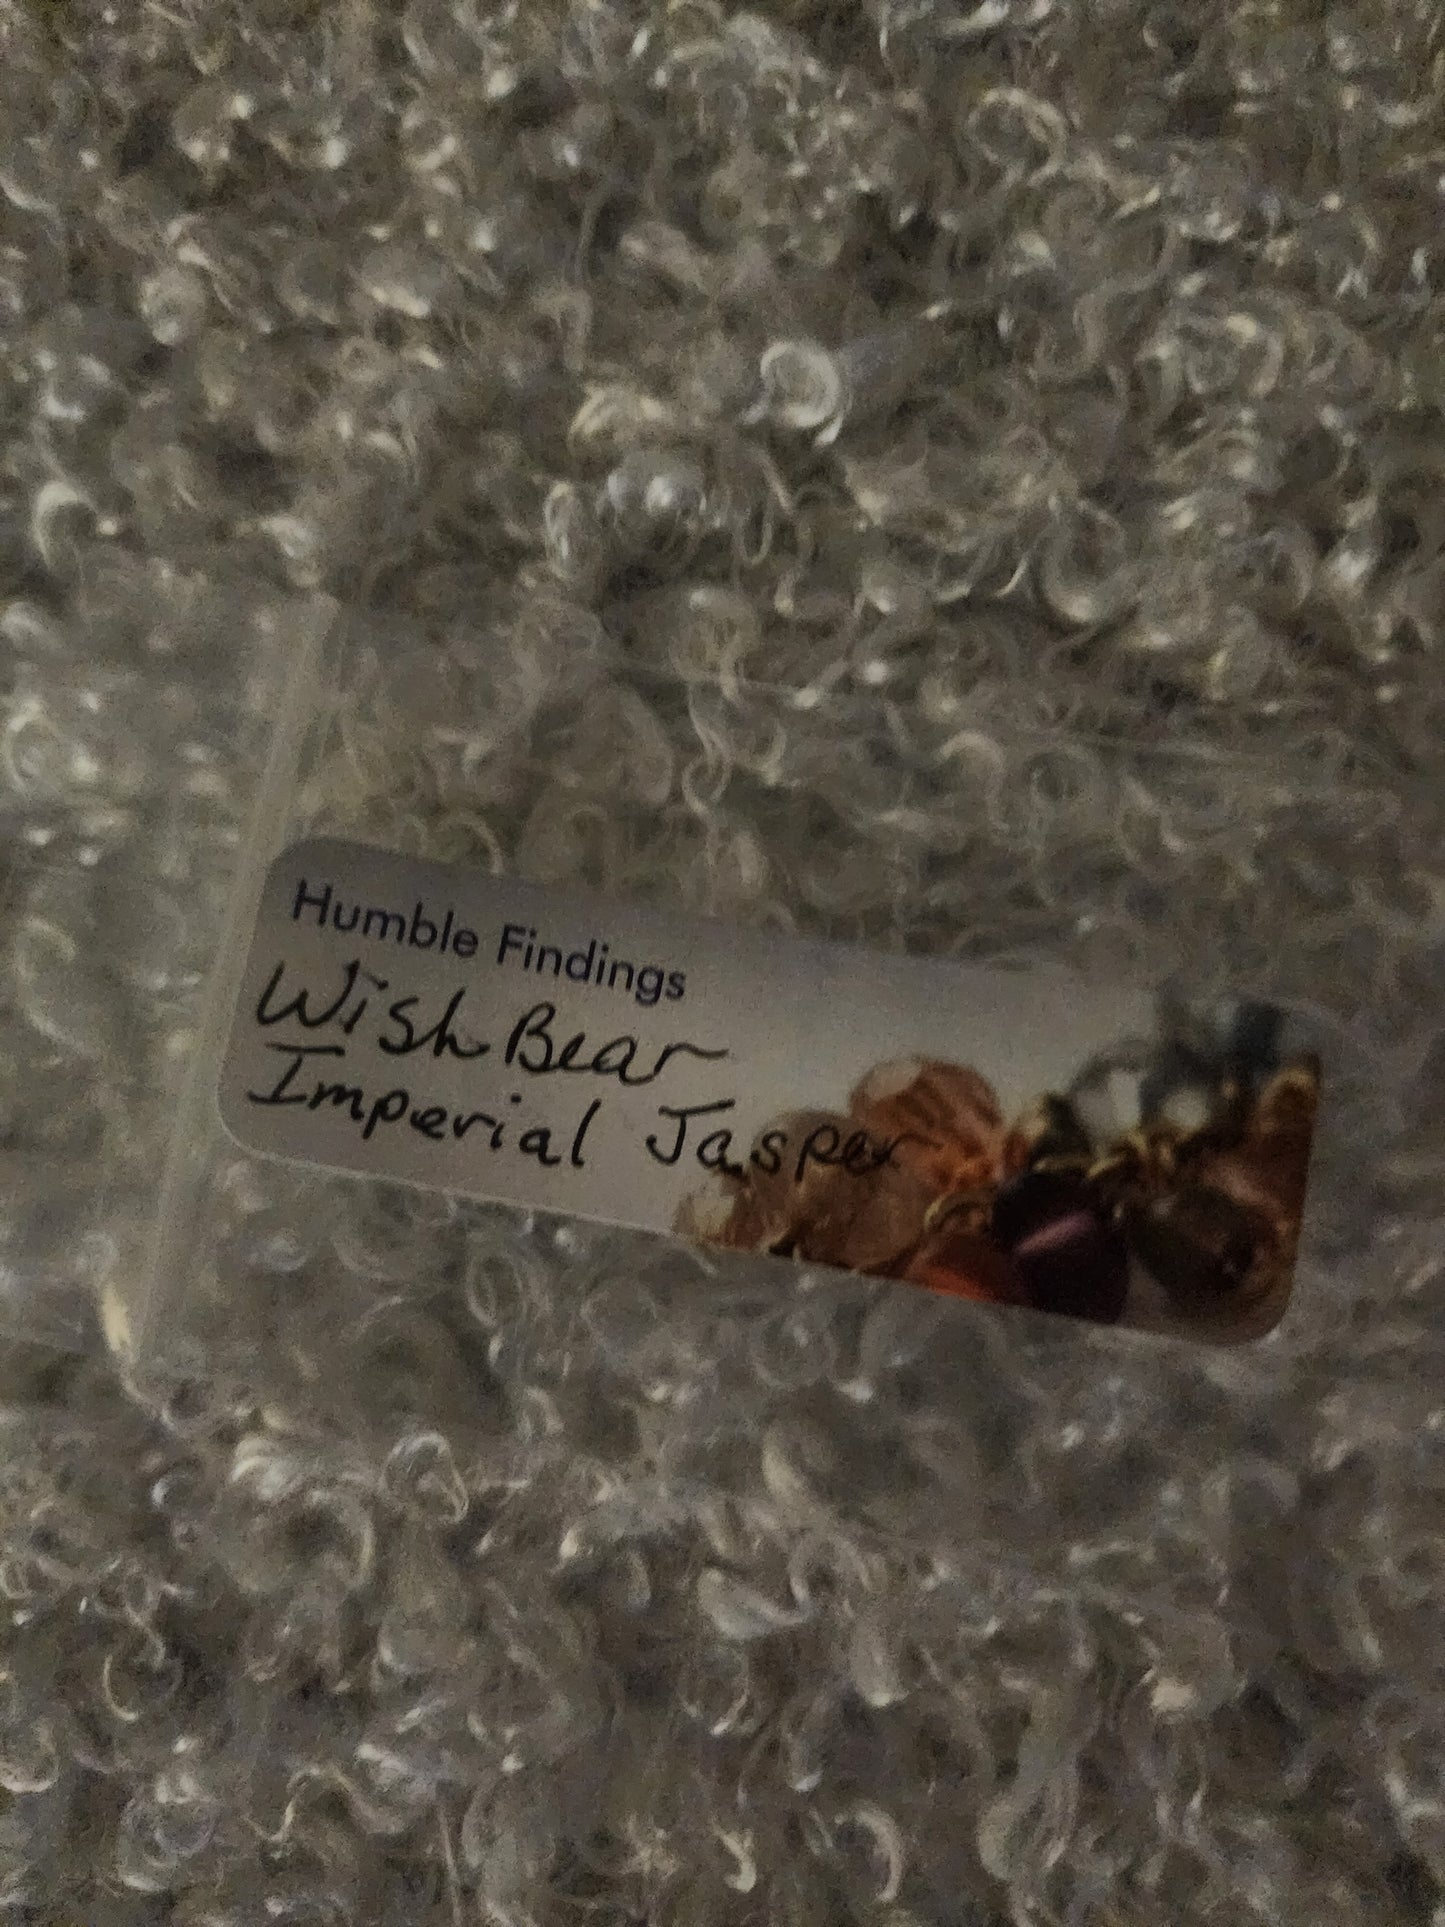 Humble Findings
Wish Bear
Imperial Jasper